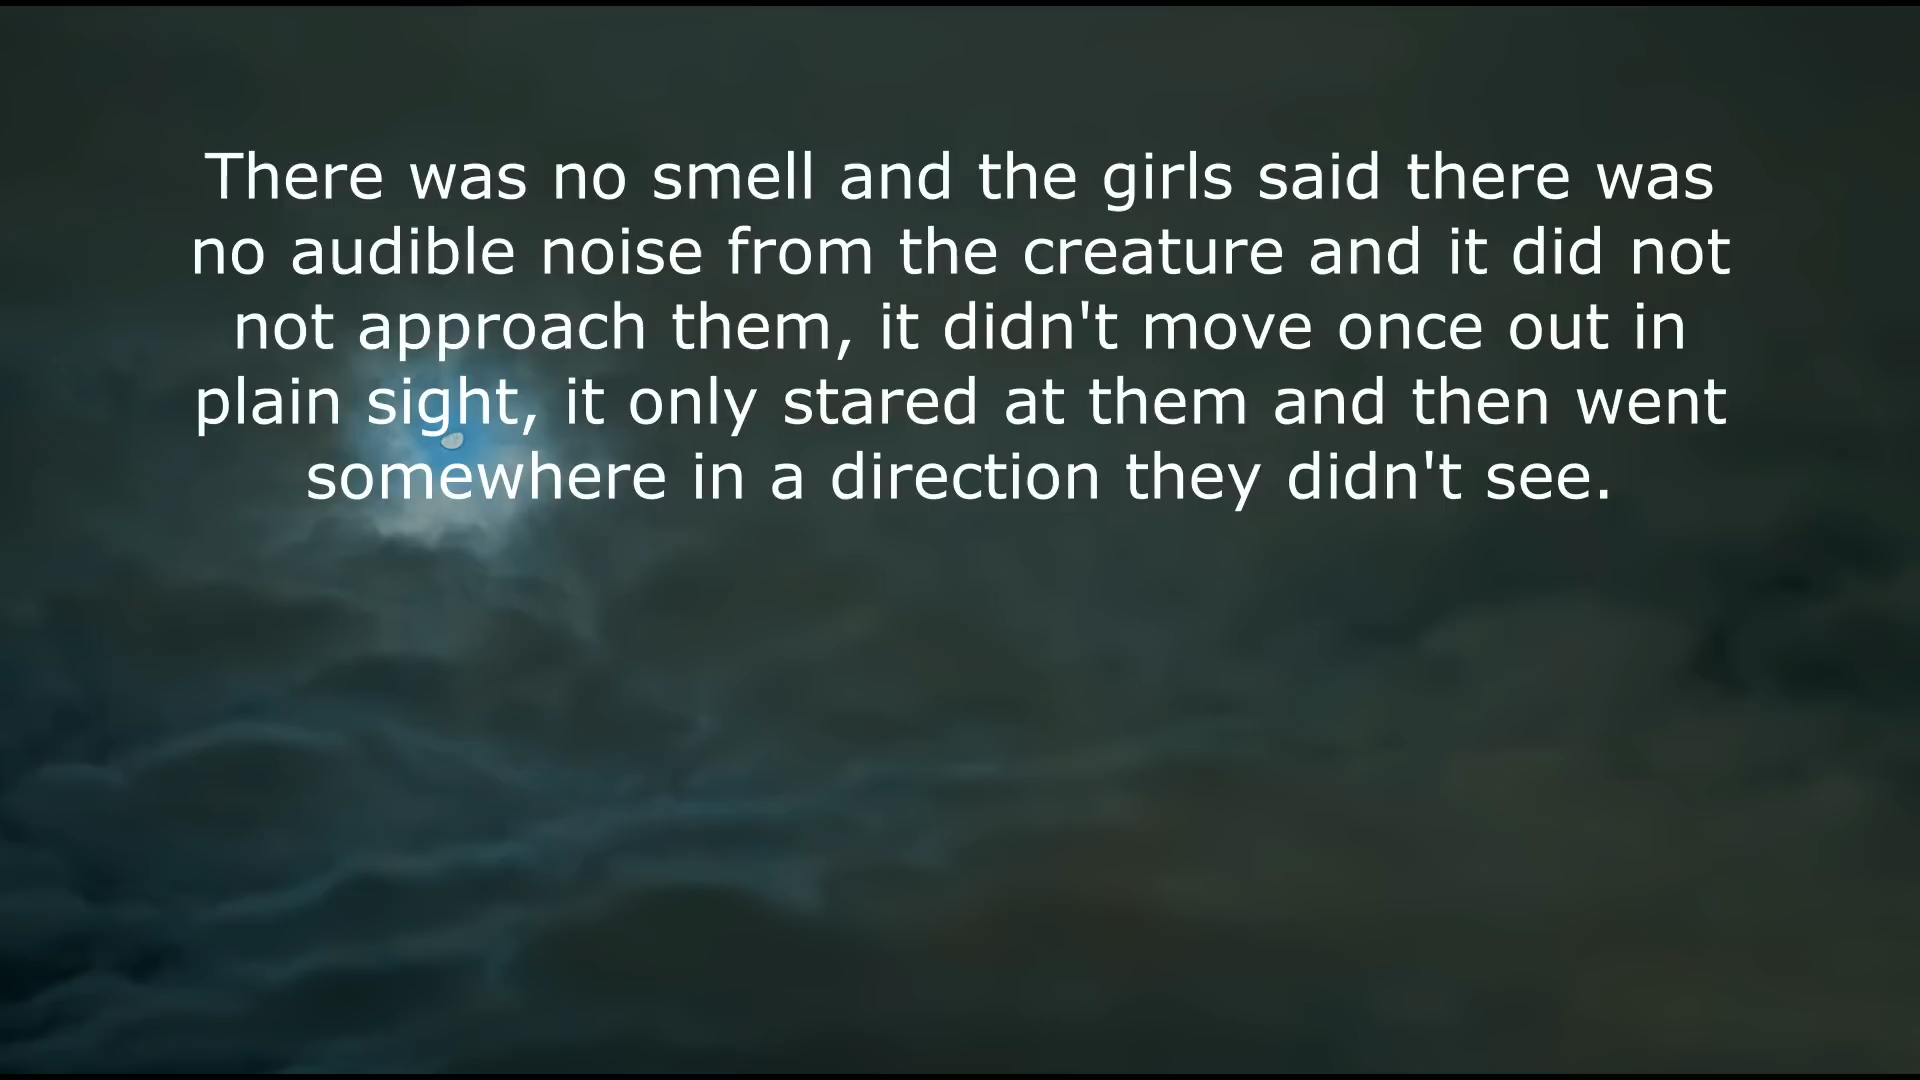 There was no smell and the girls said there was
no audible noise from the creature and it did not
not approach them, it didn't move once out in
plain sight, it only stared at them and then went
somewhere in a direction they didn't see.